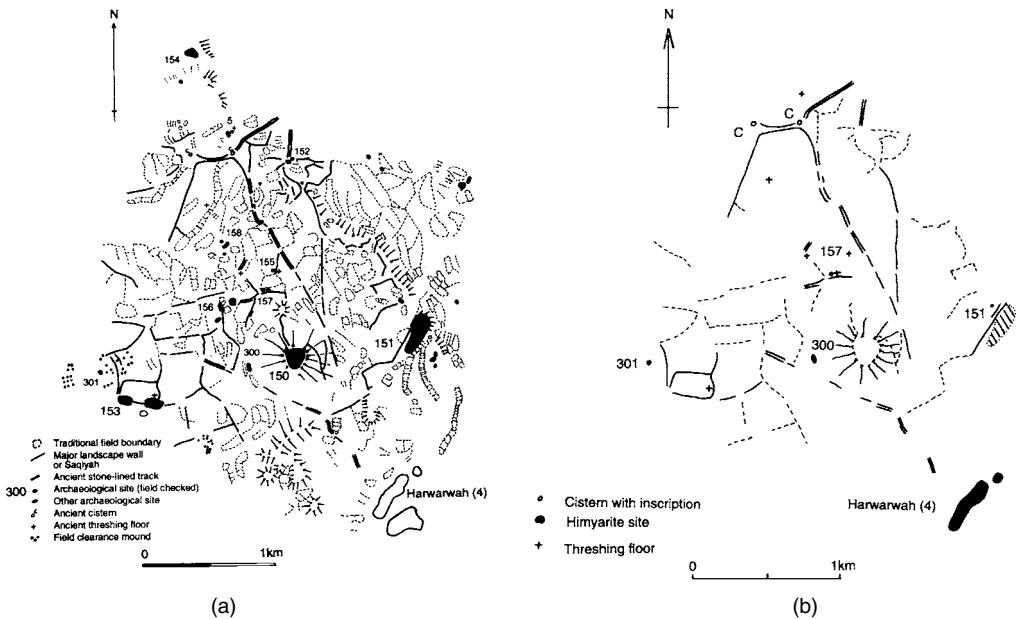 N
154
5
152
158
155
157
156
151
300
150
301
153
Traditional field boundary
Major landscape wall
or Saqiyah
Ancient stone-lined track
300 Archaeological site (field checked)
Other archaeological site
Ancient cistern
Ancient threshing floor
Field clearance mound
Harwarwah (4)
0 1km
(a)
N
C C
157
151
300
301
Harwarwah (4)
Cistern with inscription
Himyarite site
Threshing floor
0 1km
(b)